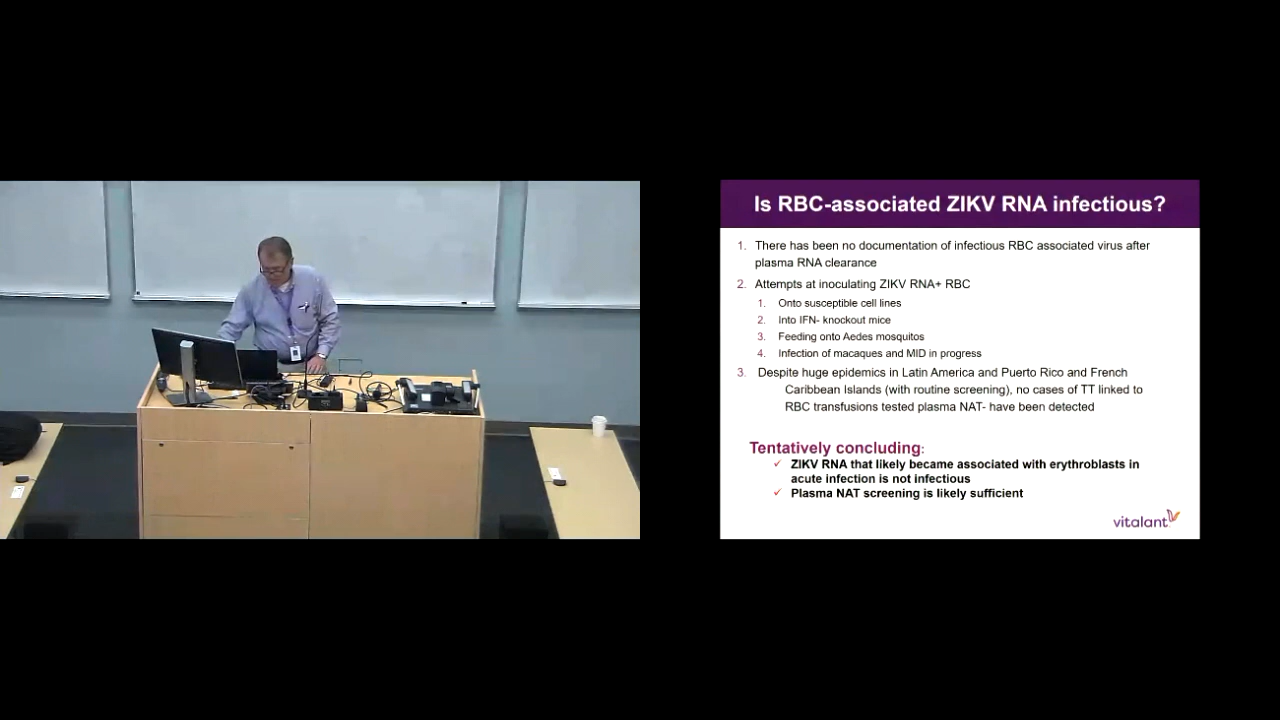 Is RBC-associated ZIKV RNA infectious?
1. There has been no documentation of infectious RBC associated virus after
plasma RNA clearance
2. Attempts at inoculating ZIKV RNA+ RBC
1. Onto susceptible cell lines
2. Into IFN- knockout mice
3. Feeding onto Aedes mosquitos
4. Infection of macaques and MID in progress
3. Despite huge epidemics in Latin America and Puerto Rico and French
Caribbean Islands (with routine screening), no cases of TT linked to
RBC transfusions tested plasma NAT- have been detected
Tentatively concluding:
✓ ZIKV RNA that likely became associated with erythroblasts in
acute infection is not infectious
✓ Plasma NAT screening is likely sufficient
vitalant